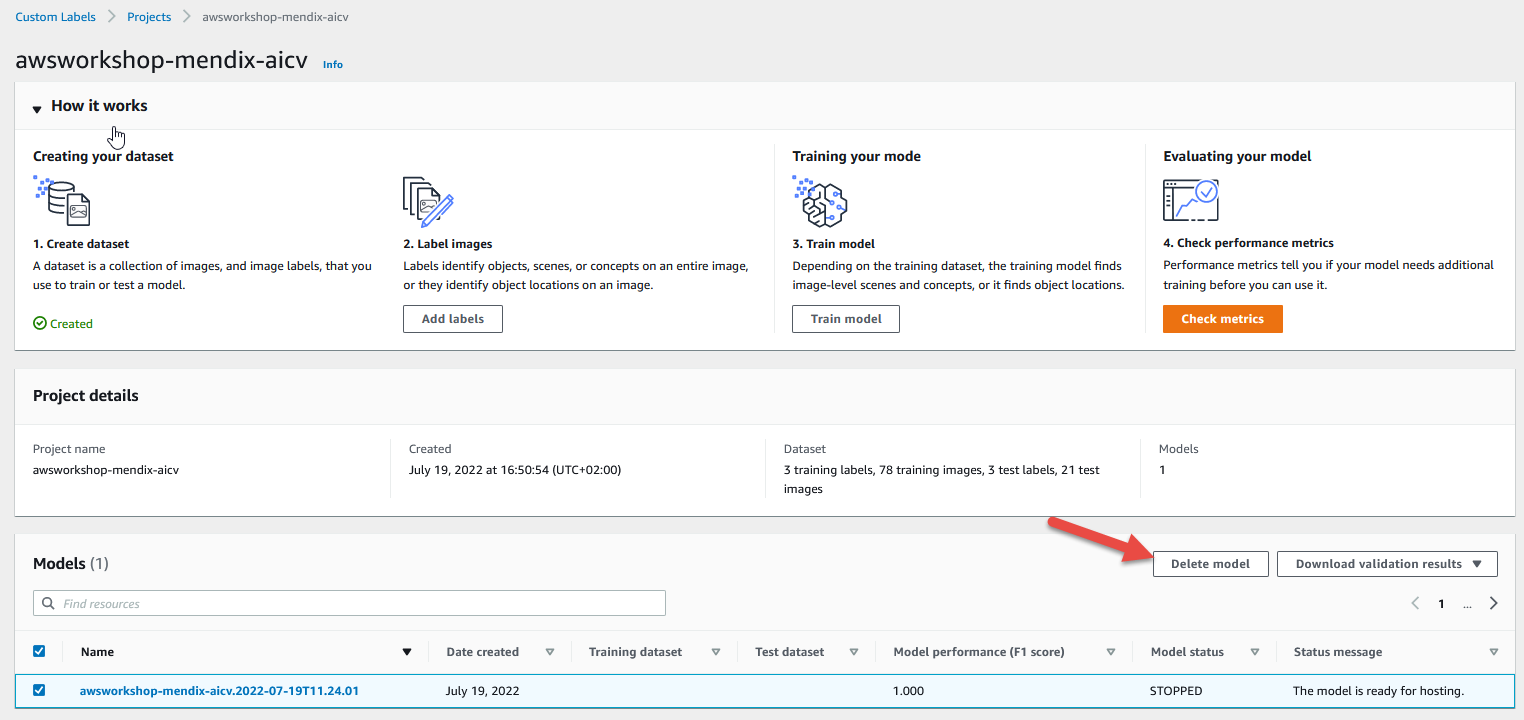 Custom Labels > Projects > awsworkshop-mendix-aicv
awsworkshop-mendix-aicv Info
How it works
Creating your dataset
1. Create dataset
A dataset is a collection of images, and image labels, that you
use to train or test a model.
Created
2. Label images
Labels identify objects, scenes, or concepts on an entire image,
or they identify object locations on an image.
Add labels
Training your mode
3. Train model
Depending on the training dataset, the training model finds
image-level scenes and concepts, or it finds object locations.
Train model
Evaluating your model
4. Check performance metrics
Performance metrics tell you if your model needs additional
training before you can use it.
Check metrics
Project details
Project name
awsworkshop-mendix-aicv
Created
July 19, 2022 at 16:50:54 (UTC+02:00)
Dataset
3 training labels, 78 training images, 3 test labels, 21 test
images
Models
1
Models (1)
Delete model
Download validation results
Find resources
1 ...
Name Date created Training dataset Test dataset Model performance (F1 score) Model status Status message
awsworkshop-mendix-aicv.2022-07-19T11.24.01 July 19, 2022 1.000 STOPPED The model is ready for hosting.